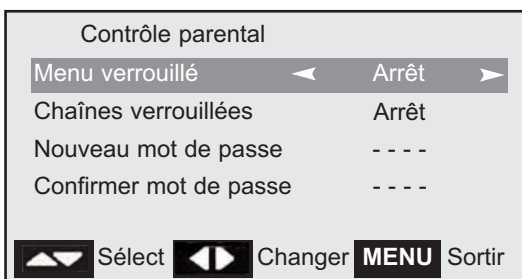 Contrôle parental
Menu verrouillé Arrêt
Chaînes verrouillées Arrêt
Nouveau mot de passe - - - -
Confirmer mot de passe - - - -
Sélect Changer MENU Sortir